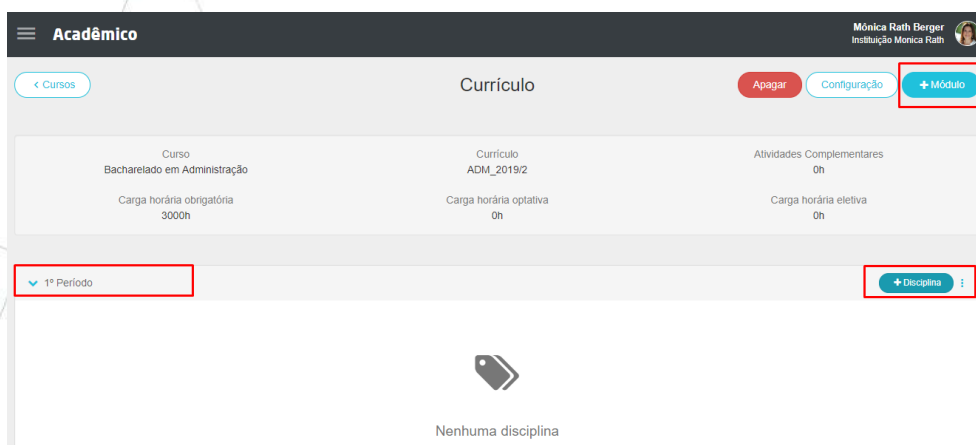 Acadêmico
Mônica Rath Berger
Instituição Monica Rath
< Cursos
Currículo
Apagar
Configuração
+ Módulo
Curso
Bacharelado em Administração
Currículo
ADM_2019/2
Atividades Complementares
0h
Carga horária obrigatória
3000h
Carga horária optativa
0h
Carga horária eletiva
0h
1º Período
+ Disciplina
Nenhuma disciplina